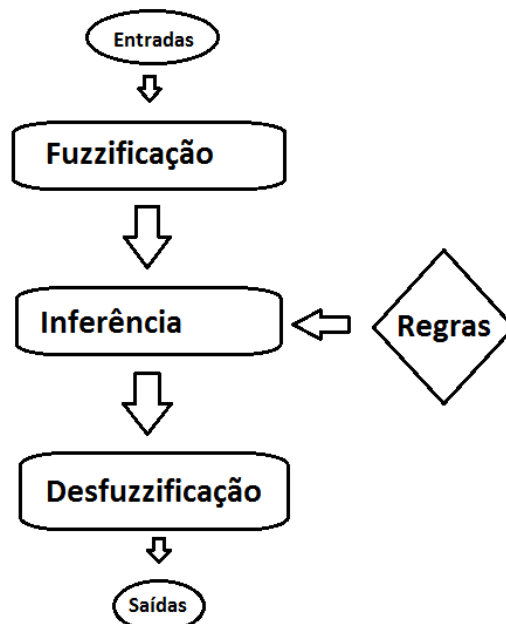 Entradas
Fuzzificação
Inferência
Regras
Desfuzzificação
Saídas